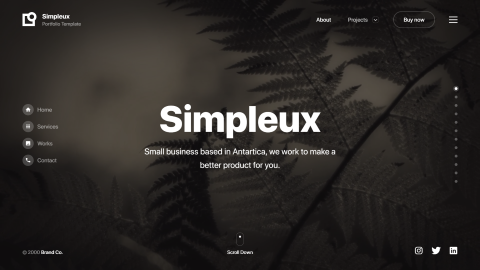 Simpleux
Portfolio Template
About
Projects
Buy now
Home
Services
Works
Contact
Simpleux
Small business based in Antartica, we work to make a
better product for you.
© 2000 Brand Co.
Scroll Down